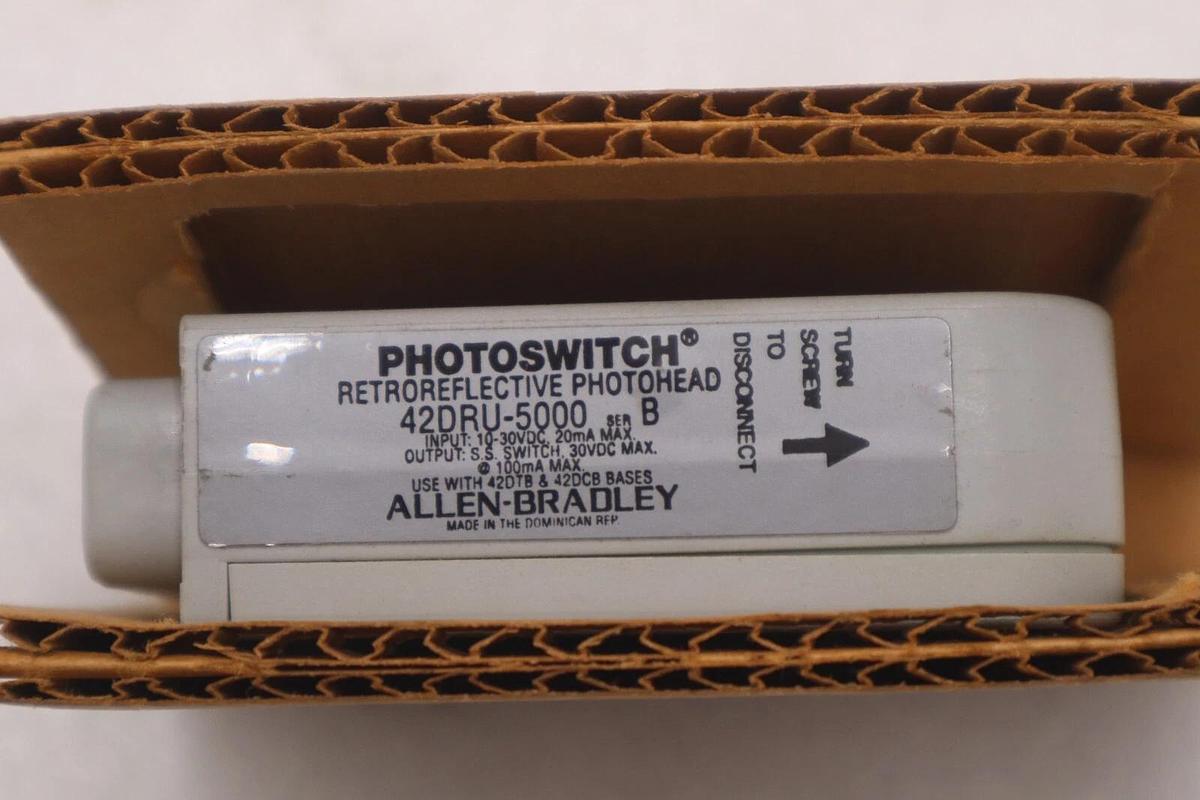 PHOTOSWITCH®
RETROREFLECTIVE PHOTOHEAD
42DRU-5000 SER B
INPUT: 10-30VDC, 20mA MAX.
OUTPUT: S.S. SWITCH, 30VDC MAX.
@ 100mA MAX.
USE WITH 42DTB & 42DCB BASES
ALLEN-BRADLEY
MADE IN THE DOMINICAN REP.
TURN
SCREW
TO
DISCONNECT